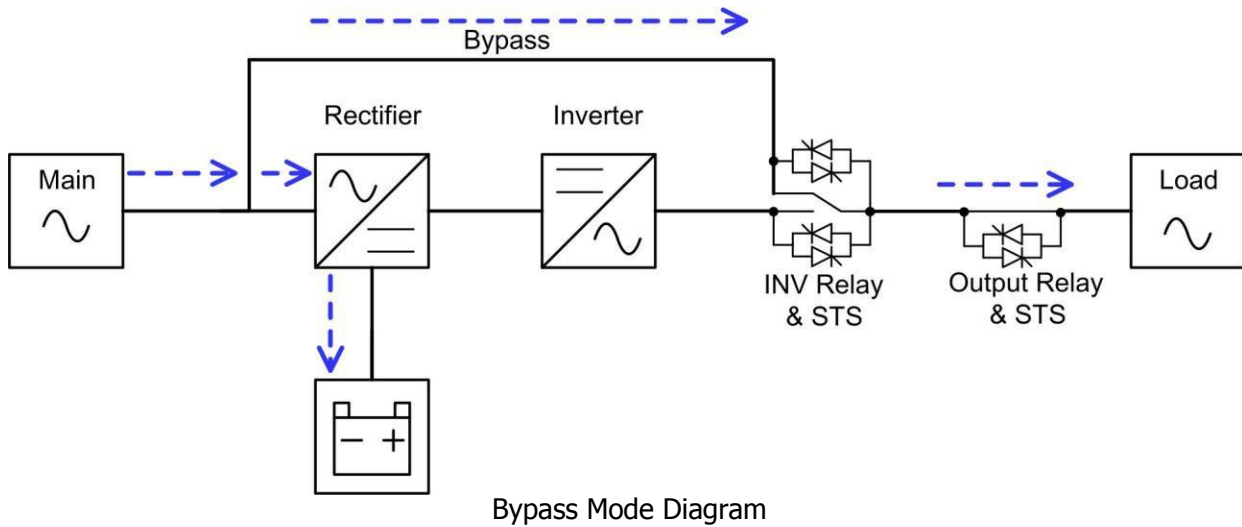 Bypass
Rectifier
Inverter
Main
Load
INV Relay
& STS
Output Relay
& STS
Bypass Mode Diagram